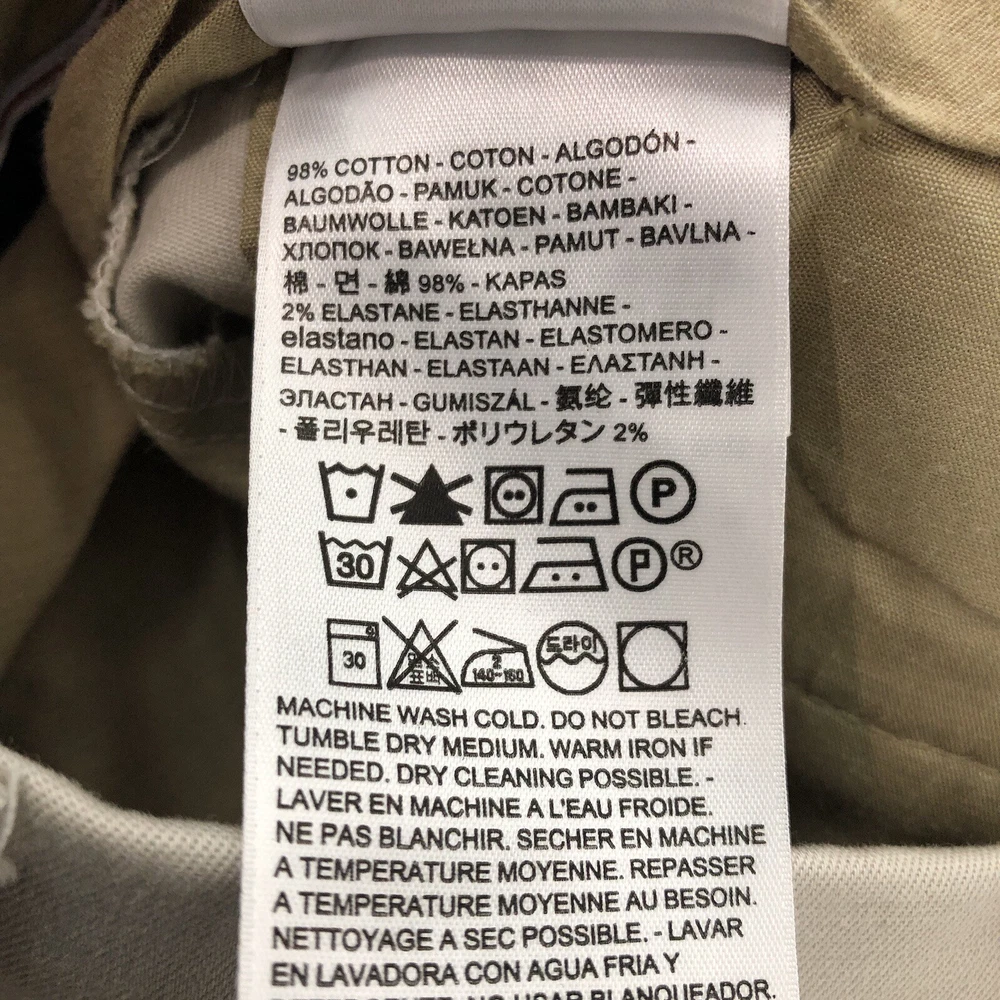 98% COTTON - COTON - ALGODÓN -
ALGODÃO - PAMUK - COTONE -
BAUMWOLLE - KATOEN - BAMBAKI -
ХЛОПОК - BAWEŁNA - PAMUT - BAVLNA -
棉 - 면 - 綿 98% - KAPAS
2% ELASTANE - ELASTHANNE -
elastano - ELASTAN - ELASTOMERO -
ELASTHAN - ELASTAAN - ΕΛΑΣΤΑΝΗ -
ЭЛАСТАН - GUMISZÁL - 氨纶 - 彈性纖維
- 폴리우레탄 - ポリウレタン 2%
P
30 P ®
30 2 140~160 드라이
MACHINE WASH COLD. DO NOT BLEACH.
TUMBLE DRY MEDIUM. WARM IRON IF
NEEDED. DRY CLEANING POSSIBLE. -
LAVER EN MACHINE A L'EAU FROIDE.
NE PAS BLANCHIR. SECHER EN MACHINE
A TEMPERATURE MOYENNE. REPASSER
A TEMPERATURE MOYENNE AU BESOIN.
NETTOYAGE A SEC POSSIBLE. - LAVAR
EN LAVADORA CON AGUA FRIA Y
NO USAR BLANQUEADOR.